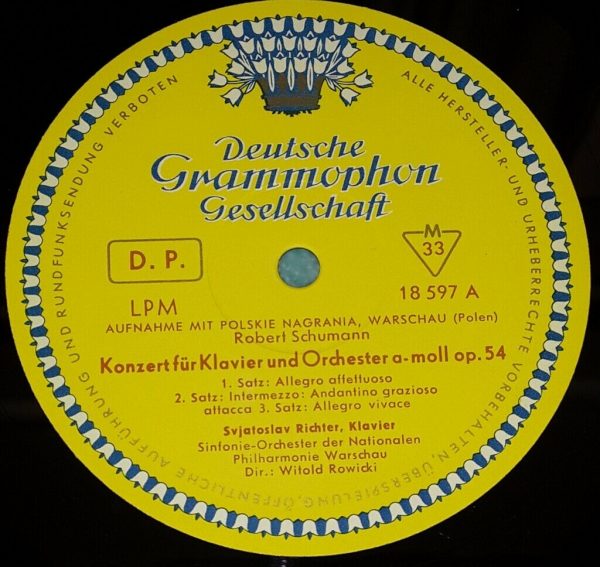 Deutsche
Grammophon
Gesellschaft
D. P.
M
33
LPM
18 597 A
AUFNAHME MIT POLSKIE NAGRANIA, WARSCHAU (Polen)
Robert Schumann
Konzert für Klavier und Orchester a-moll op. 54
1. Satz: Allegro affettuoso
2. Satz: Intermezzo: Andantino grazioso
attacca 3. Satz: Allegro vivace
Svjatoslav Richter, Klavier
Sinfonie-Orchester der Nationalen
Philharmonie Warschau
Dir.: Witold Rowicki
ALLE HERSTELLER- UND URHEBERRECHTE VORBEHALTEN, ÜBERSPIELUNG, ÖFFENTLICHE AUFFÜHRUNG UND RUNDFUNKSENDUNG VERBOTEN